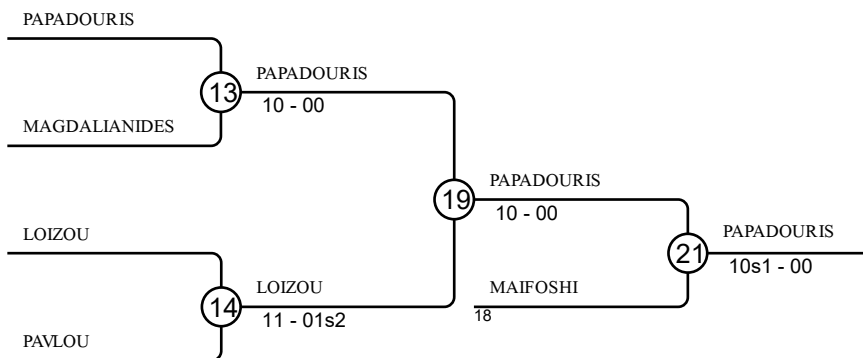 PAPADOURIS
13
PAPADOURIS
10 - 00
MAGDALIANIDES
19
PAPADOURIS
10 - 00
LOIZOU
21
PAPADOURIS
10s1 - 00
14
LOIZOU
11 - 01s2
MAIFOSHI
18
PAVLOU